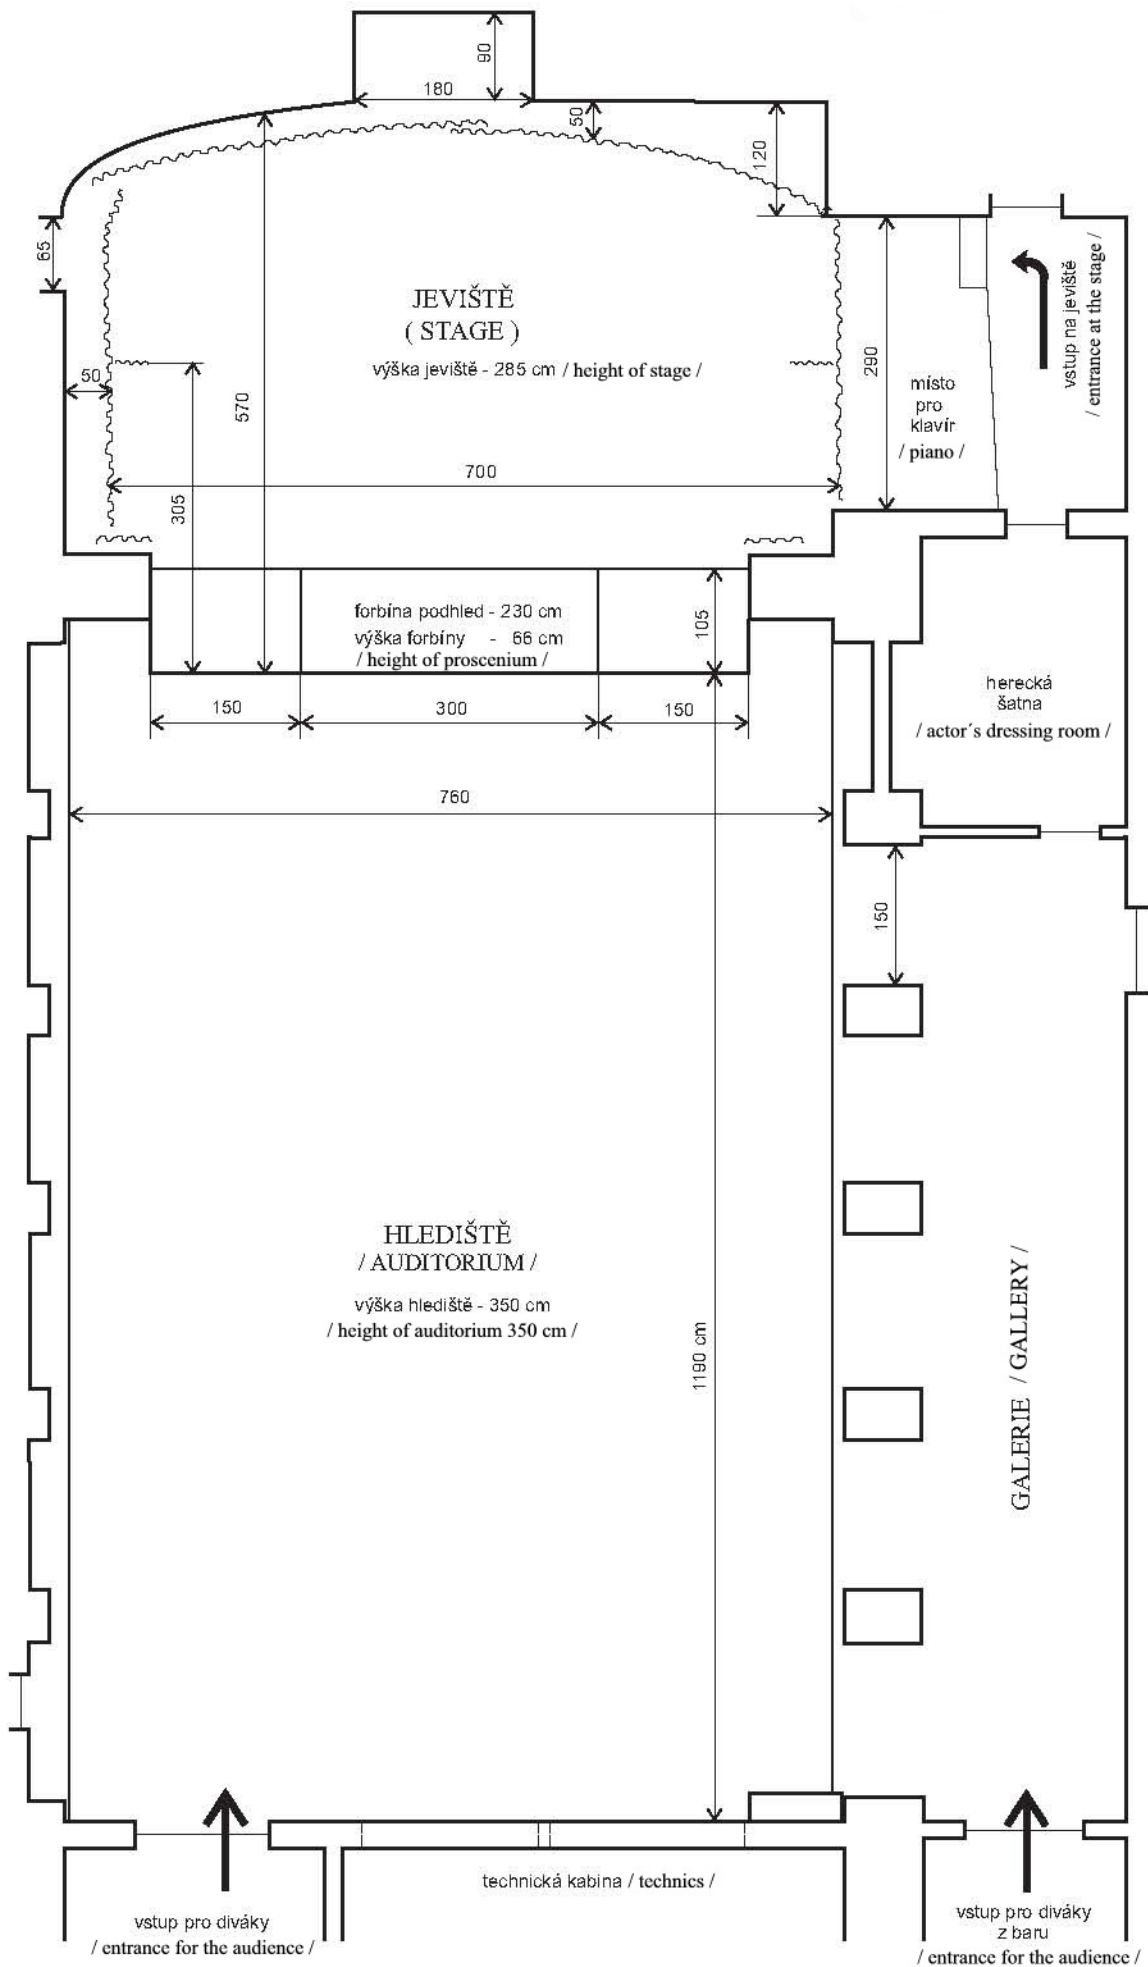 90
180
50
120
65
JEVIŠTĚ
( STAGE )
výška jeviště - 285 cm / height of stage /
50
570
305
700
290
místo
pro
klavír
/ piano /
vstup na jeviště
/ entrance at the stage /
forbína podhled - 230 cm
výška forbíny - 66 cm
/ height of proscenium /
105
150
300
150
herecká
šatna
/ actor´s dressing room /
760
150
HLEDIŠTĚ
/ AUDITORIUM /
výška hlediště - 350 cm
/ height of auditorium 350 cm /
1190 cm
GALERIE / GALLERY /
technická kabina / technics /
vstup pro diváky
/ entrance for the audience /
vstup pro diváky
z baru
/ entrance for the audience /